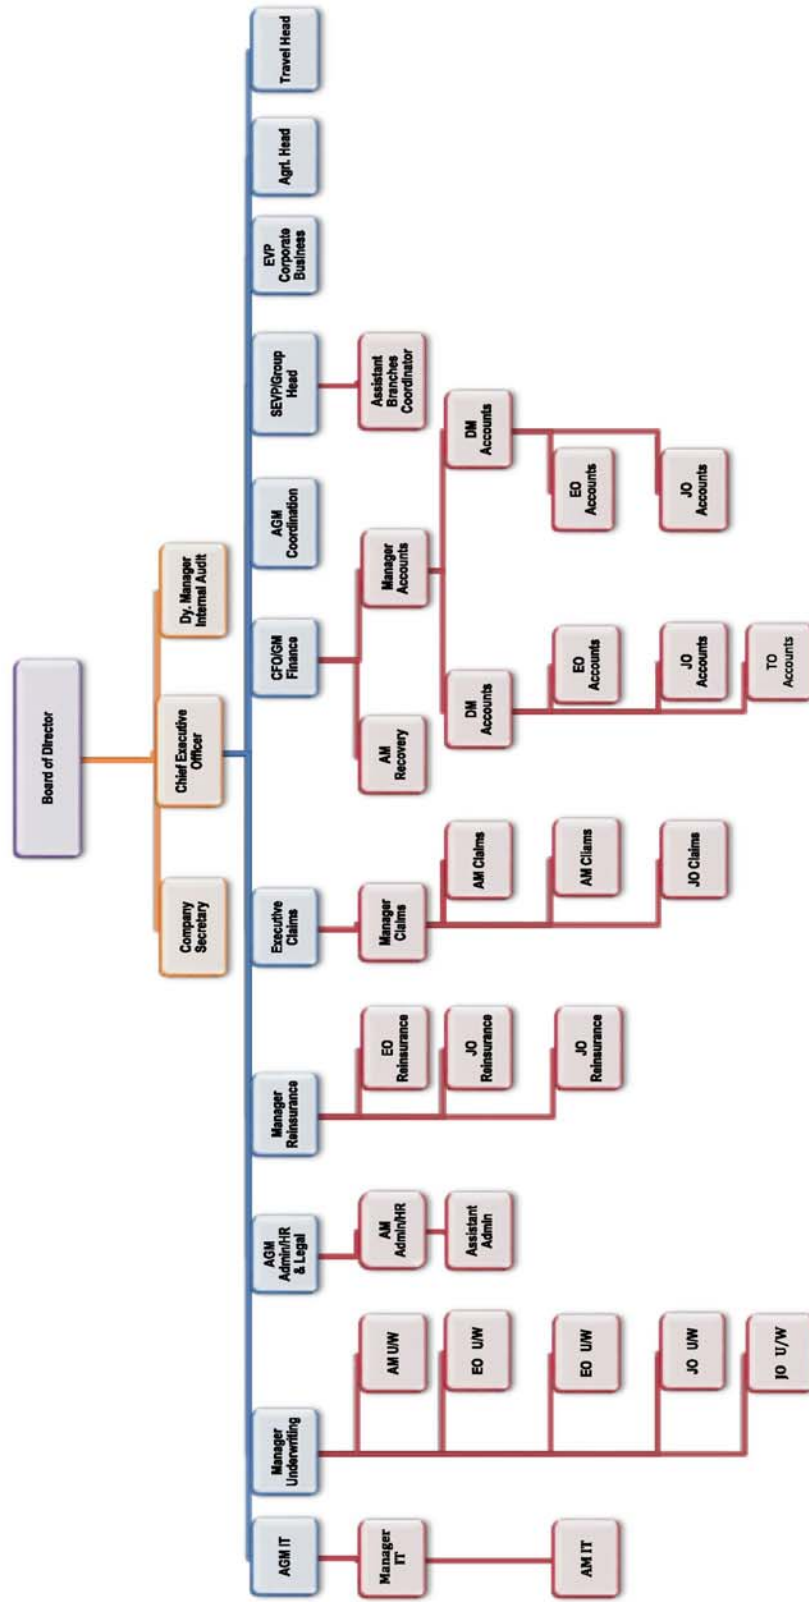 Board of Director
Company
Secretary
Chief Executive
Officer
Dy. Manager
Internal Audit
AGM IT
Manager
Underwriting
AGM
Admin/HR
& Legal
Manager
Reinsurance
Executive
Claims
CFO/GM
Finance
AGM
Coordination
SEVP/Group
Head
EVP
Corporate
Business
Agri. Head
Travel Head
Manager
IT
AM IT
AM U/W
EO U/W
EO U/W
JO U/W
JO U/W
AM
Admin/HR
Assistant
Admin
EO
Reinsurance
JO
Reinsurance
JO
Reinsurance
Manager
Claims
AM Claims
AM Cliams
JO Claims
AM
Recovery
Manager
Accounts
DM
Accounts
EO
Accounts
JO
Accounts
TO
Accounts
DM
Accounts
EO
Accounts
JO
Accounts
Assistant
Branches
Coordinator